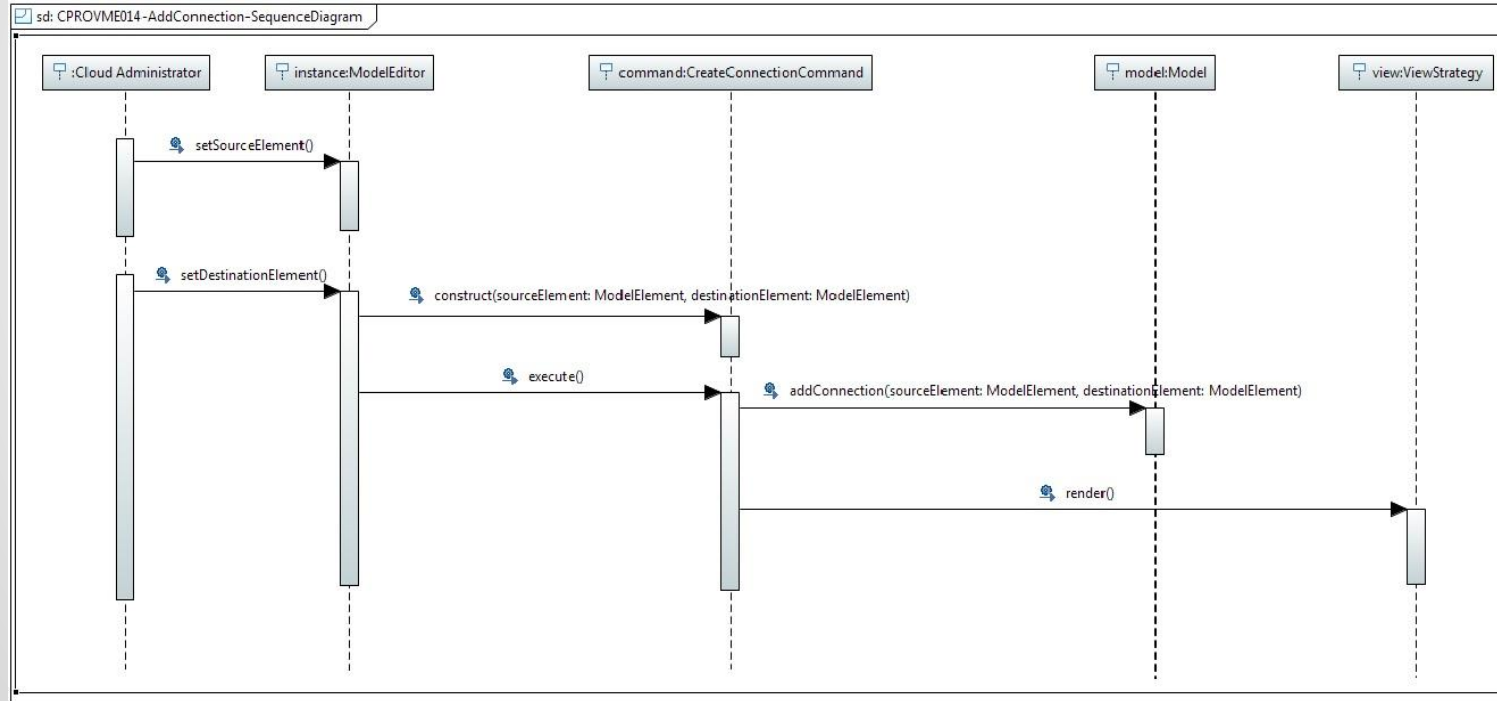 sd: CPROVME014-AddConnection-SequenceDiagram
:Cloud Administrator
instance:ModelEditor
command:CreateConnectionCommand
model:Model
view:ViewStrategy
setSourceElement()
setDestinationElement()
construct(sourceElement: ModelElement, destinationElement: ModelElement)
execute()
addConnection(sourceElement: ModelElement, destinationElement: ModelElement)
render()